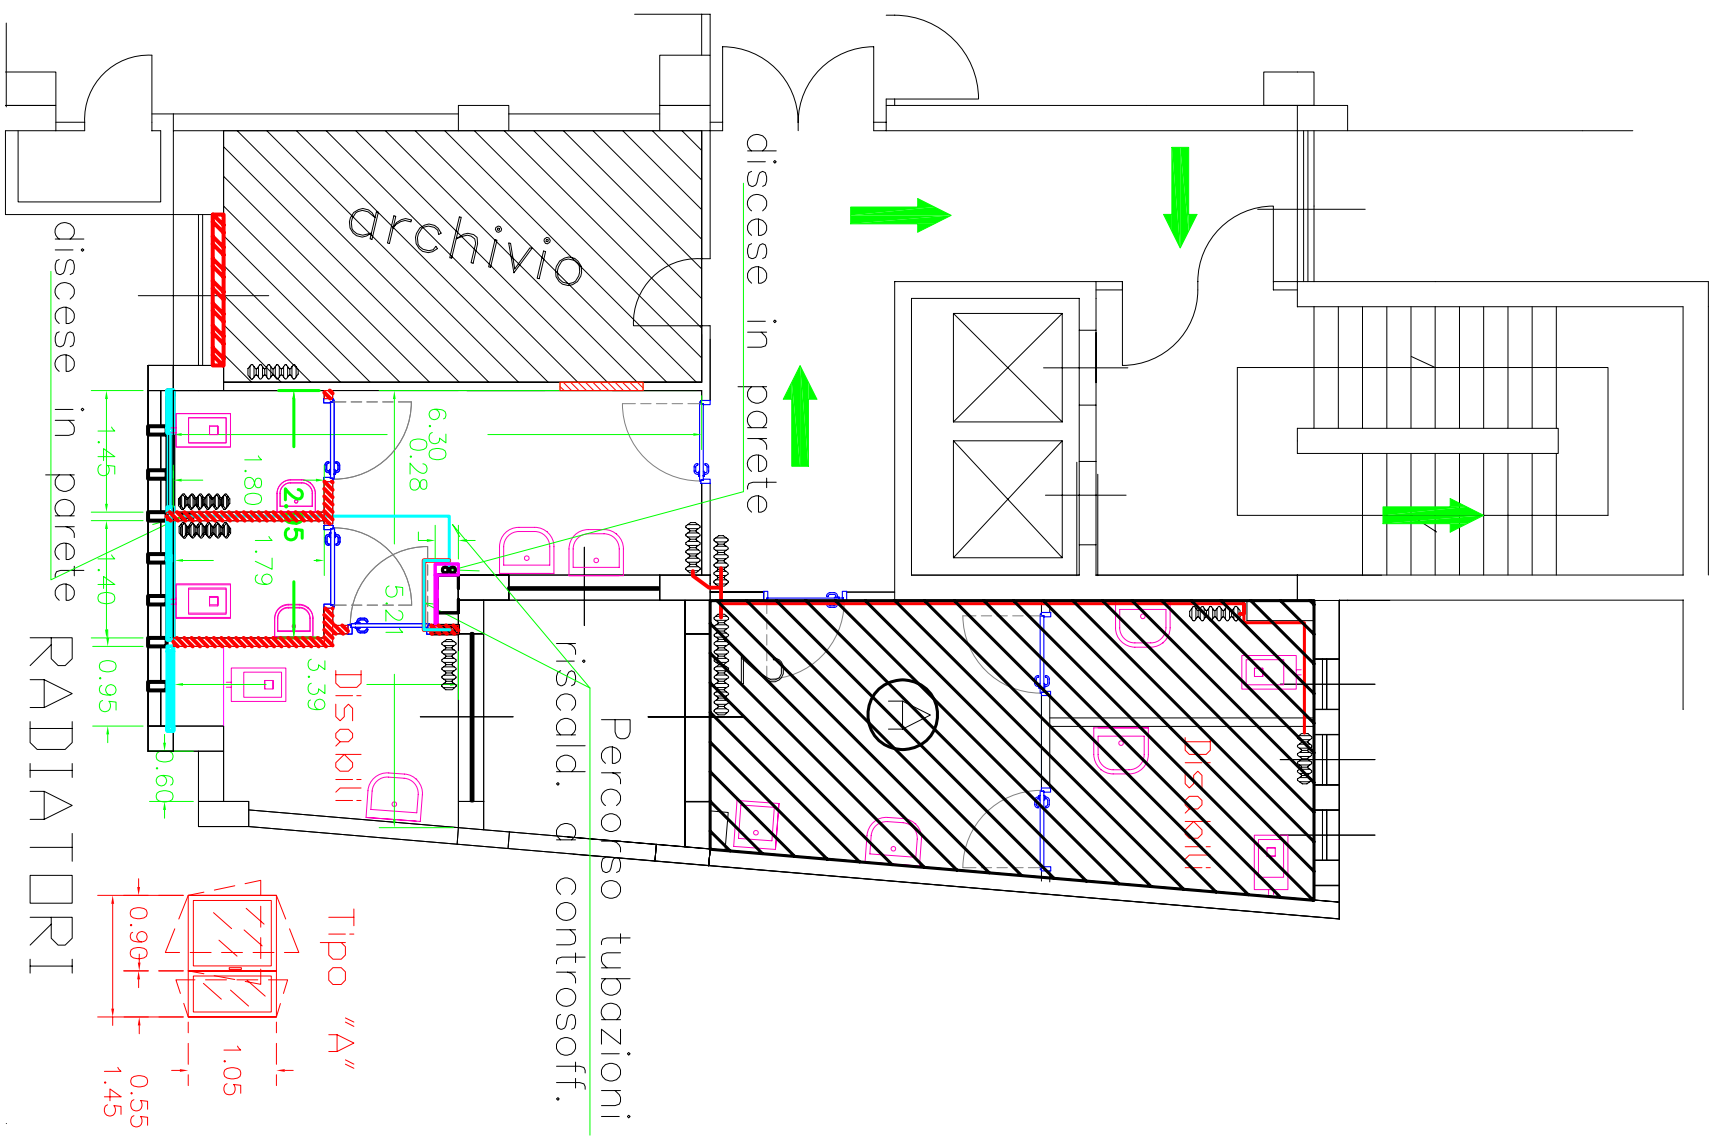 archivio
discese in parete
discese in parete
6.30
0.28
1.45
1.80
2.95
1.40
1.79
5.21
0.95
3.39
Disabili
0.60
Disabili
A
riscald. a controsoff.
Percorso tubazioni
RADIATORI
Tipo "A"
0.90
1.05
0.55
1.45